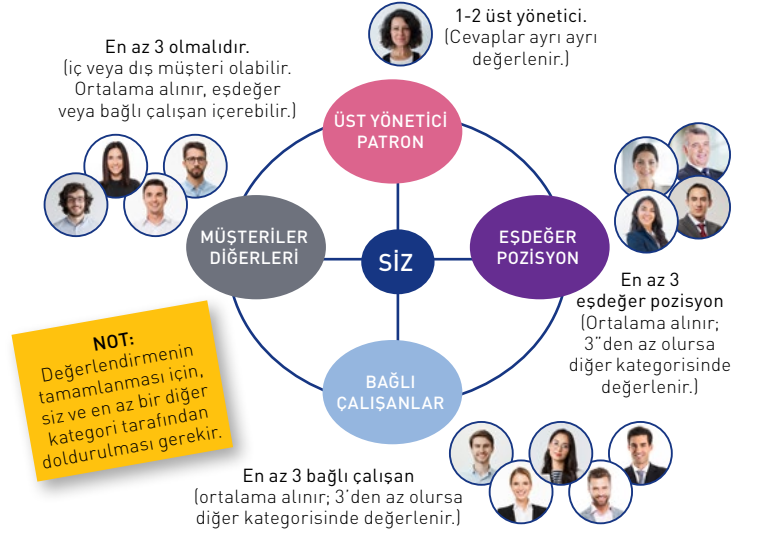 1-2 üst yönetici.
(Cevaplar ayrı ayrı
değerlenir.)
En az 3 olmalıdır.
(iç veya dış müşteri olabilir.
Ortalama alınır, eşdeğer
veya bağlı çalışan içerebilir.)
ÜST YÖNETİCİ
PATRON
MÜŞTERİLER
DİĞERLERİ
SİZ
EŞDEĞER
POZİSYON
En az 3
eşdeğer pozisyon
(Ortalama alınır;
3"den az olursa
diğer kategorisinde
değerlenir.)
NOT:
Değerlendirmenin
tamamlanması için,
siz ve en az bir diğer
kategori tarafından
doldurulması gerekir.
BAĞLI
ÇALIŞANLAR
En az 3 bağlı çalışan
(ortalama alınır; 3'den az olursa
diğer kategorisinde değerlenir.)